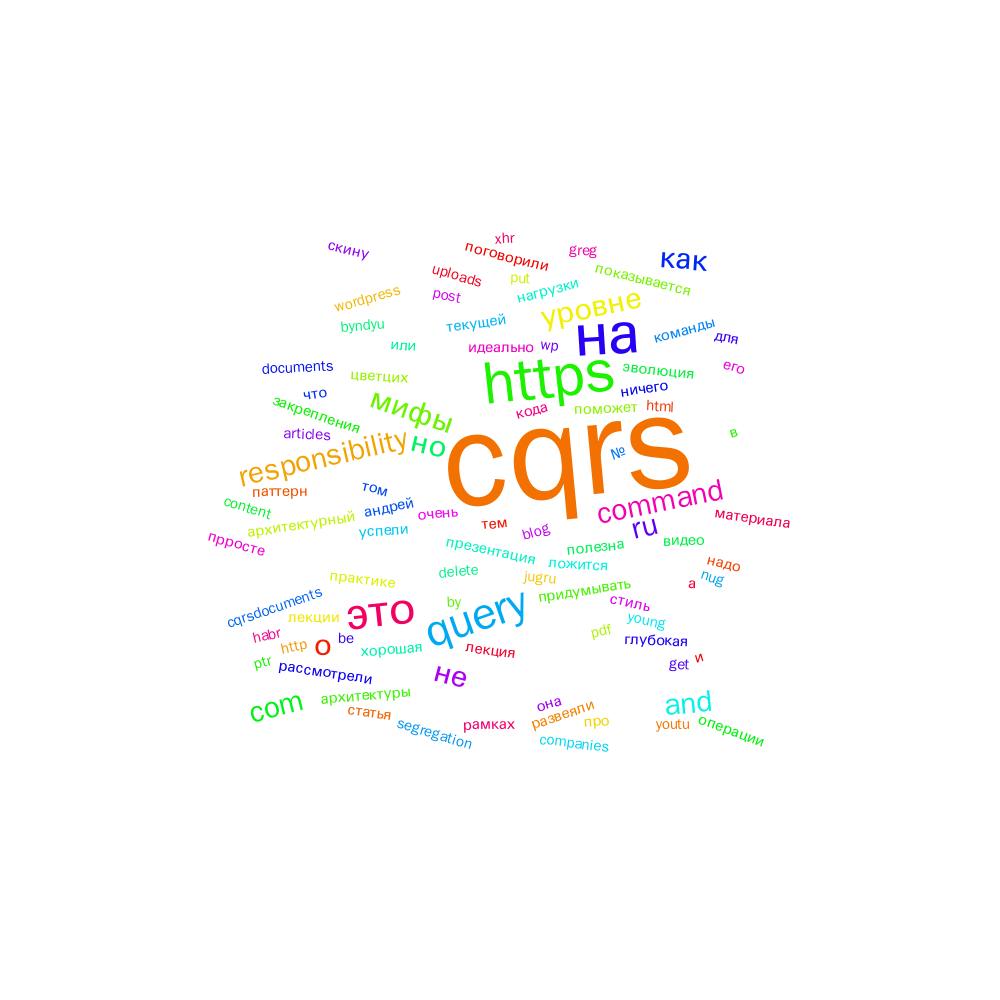 xhr
greg
скину
поговорили
как
показывается
uploads
put
нагрузки
post
wordpress
уровне
byndyu
текущей
на
команды
для
или
идеально
wp
его
documents
цветцих
https
эволюция
что
ничего
закрепления
мифы
кода
поможет
html
articles
но
в
responsibility
cqrs
№
паттерн
том
андрей
command
content
материала
архитектурный
успели
очень
тем
blog
ru
прросте
презентация
полезна
видео
ложится
надо
практике
delete
jugru
nug
а
придумывать
cqrsdocuments
лекции
это
query
by
стиль
young
habr
http
о
be
хорошая
лекция
pdf
глубокая
ptr
рассмотрели
не
get
и
com
архитектуры
она
and
статья
segregation
рамках
развеяли
про
youtu
операции
companies